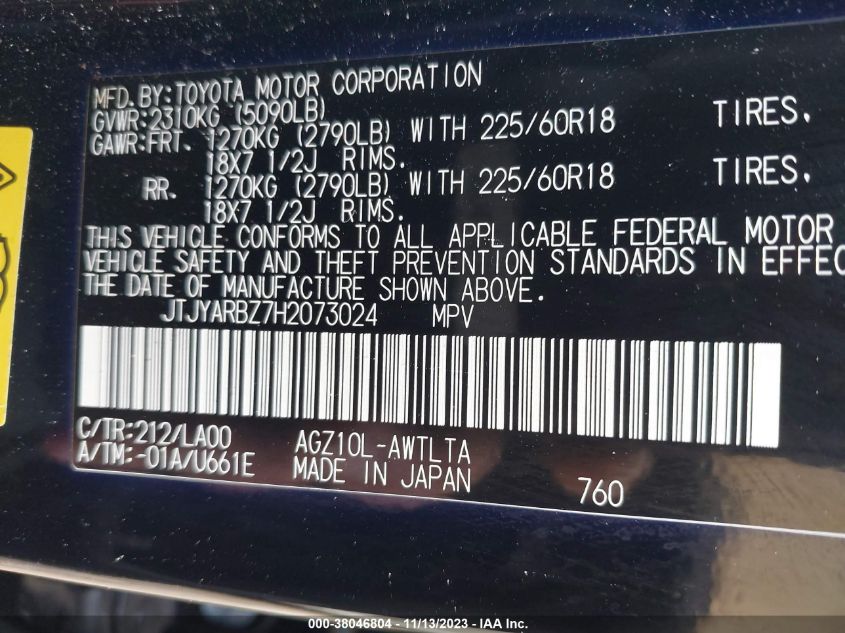 MFD.BY:TOYOTA MOTOR CORPORATION
GVWR:2310KG (5090LB)
GAWR:FRT. 1270KG (2790LB) WITH 225/60R18 TIRES,
18X7 1/2J RIMS.
RR. 1270KG (2790LB) WITH 225/60R18 TIRES,
18X7 1/2J RIMS.
THIS VEHICLE CONFORMS TO ALL APPLICABLE FEDERAL MOTOR
VEHICLE SAFETY AND THEFT PREVENTION STANDARDS IN EFFEC
THE DATE OF MANUFACTURE SHOWN ABOVE.
JTJYARBZ7H2073024 MPV
C/TR:212/LA00 AGZ10L-AWTLTA
A/TM:-01A/U661E MADE IN JAPAN 760
000-38046804 - 11/13/2023 - IAA Inc.